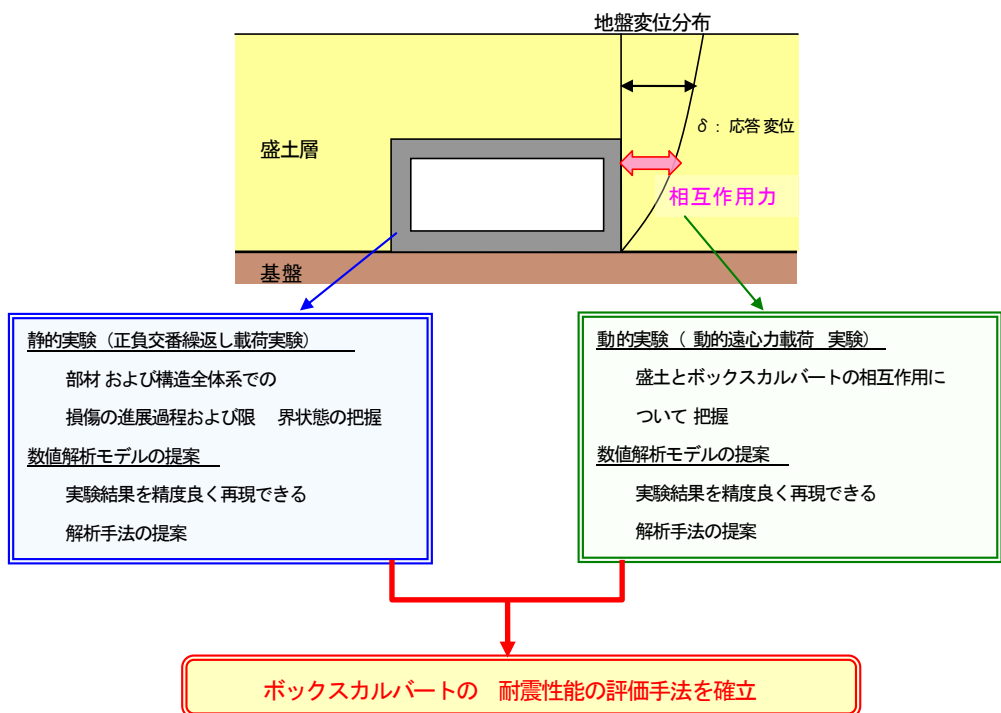 地盤変位分布
δ : 応答変位
盛土層
相互作用力
基盤
静的実験（正負交番繰返し載荷実験）
部材および構造全体系での
損傷の進展過程および限 界状態の把握
数値解析モデルの提案
実験結果を精度良く再現できる
解析手法の提案
動的実験（ 動的遠心力載荷 実験）
盛土とボックスカルバートの相互作用に
ついて 把握
数値解析モデルの提案
実験結果を精度良く再現できる
解析手法の提案
ボックスカルバートの 耐震性能の評価手法を確立